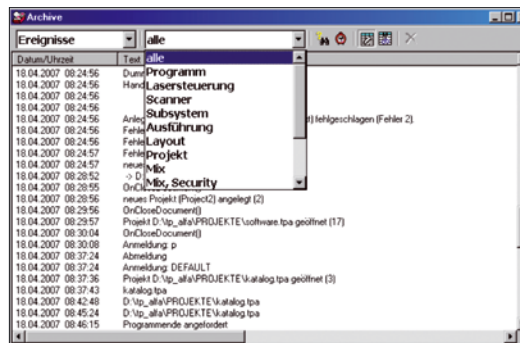 Archive
Ereignisse alle
Datum/Uhrzeit Text alle
Programm
Lasersteuerung
Scanner
Subsystem
Ausführung
Layout
Projekt
Mix
Mix, Security
18.04.2007 08:24:56 Dumm
18.04.2007 08:24:56 Hand
18.04.2007 08:24:56
18.04.2007 08:24:56
18.04.2007 08:24:56 Anleg t) fehlgeschlagen (Fehler 2).
18.04.2007 08:24:56 Fehle
18.04.2007 08:24:56 Fehle
18.04.2007 08:24:57 Fehle
18.04.2007 08:24:57 neue
18.04.2007 08:28:52 -> D:
18.04.2007 08:28:55 OnCloseDocument()
18.04.2007 08:28:56 neues Projekt (Project2) angelegt (2)
18.04.2007 08:29:56 OnCloseDocument()
18.04.2007 08:29:57 Projekt D:\tp_alfa\PROJEKTE\software.tpa geöffnet (17)
18.04.2007 08:30:04 OnCloseDocument()
18.04.2007 08:30:08 Anmeldung: p
18.04.2007 08:37:24 Abmeldung
18.04.2007 08:37:24 Anmeldung: DEFAULT
18.04.2007 08:37:36 Projekt D:\tp_alfa\PROJEKTE\katalog.tpa geöffnet (3)
18.04.2007 08:37:43 katalog.tpa
18.04.2007 08:42:48 D:\tp_alfa\PROJEKTE\katalog.tpa
18.04.2007 08:45:24 D:\tp_alfa\PROJEKTE\katalog.tpa
18.04.2007 08:46:15 Programmende angefordert